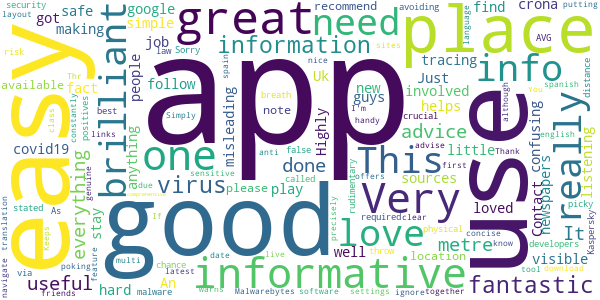 app
good
easy
use
place
great
informative
Very
This
love
one
need
info
brilliant
really
fantastic
virus
information
advice
metre
useful
everything
misleading
confusing
newspapers
listening
contact
loved
done
Uk
hard
stay
It
little
sources
well
location
play
please
Highly
note
guys
Just
tracing
helps
involved
new
recommend
find
crona
google
simple
job
people
follow
safe
making
got
covid19
fact
available
anything
An
security
layout
risk
Thr
best
links
positives
constantly
class
genuine
stated
As
via
poking
feature
friends
navigate
translation
Keeps
multi
due
If
chance
date
latest
malware
warns
Malwarebytes
software
live
called
offers
false
anti
sensitive
Simply
breath
Sorry
law
spain
nice
sites
I'm
handy
crucial
advise
first
Thank
You
although
avoiding
AVG
language
putting
spanish
english
distance
picky
developers
visible
Kaspersky
tool
download
know
concise
clear
required
physical
throw
rudimentary
precisely
settings
ignore
together